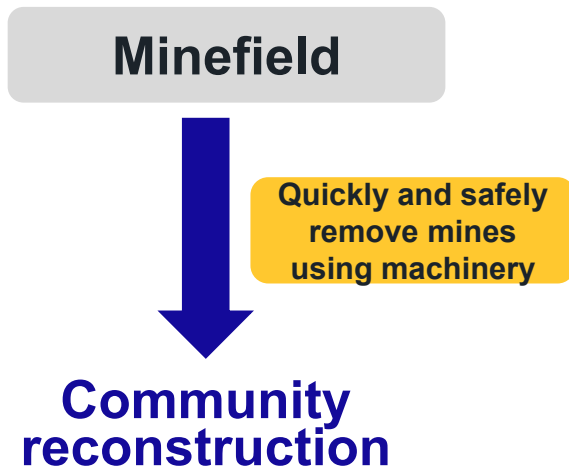 Minefield
Quickly and safely
remove mines
using machinery
Community
reconstruction